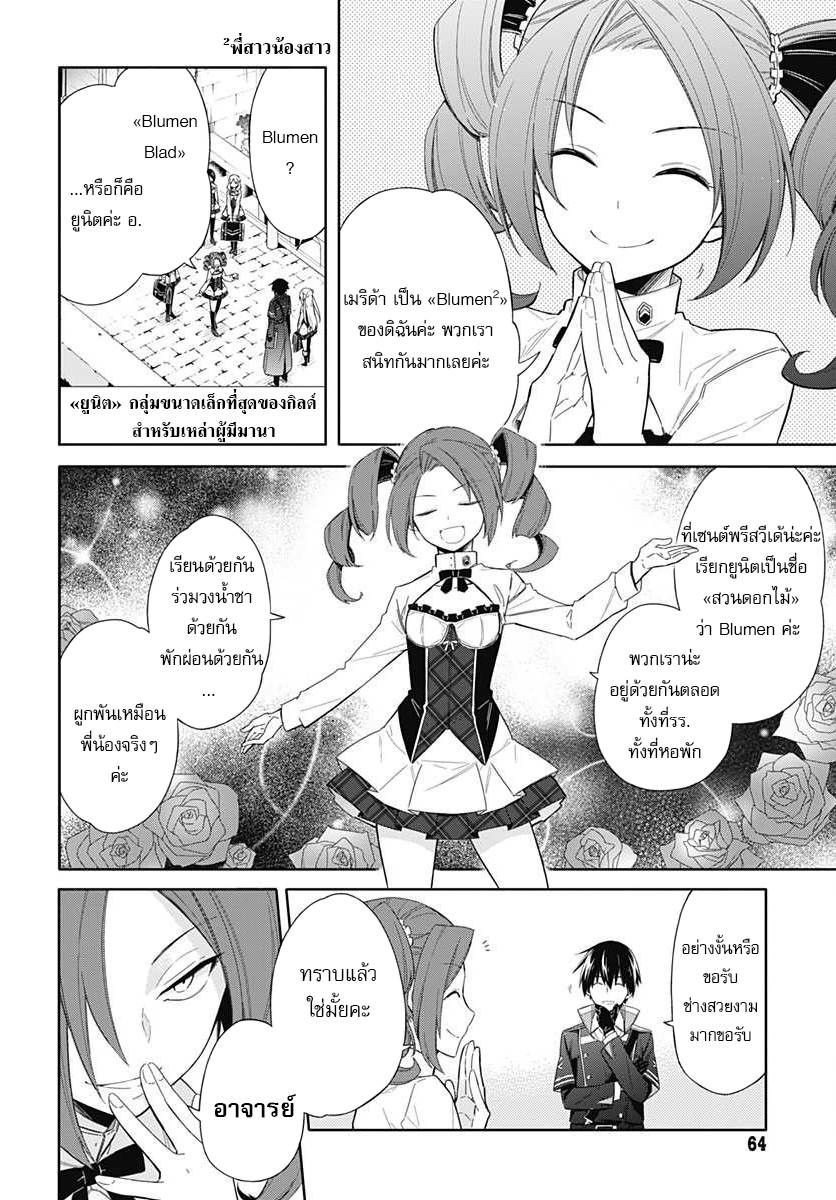 เมริด้า เป็น «Blumen²»
ของดิฉันค่ะ พวกเรา
สนิทกันมากเลยค่ะ
²พี่สาวน้องสาว
Blumen
?
«Blumen
Blad»
...หรือก็คือ
ยูนิตค่ะ อ.
«ยูนิต» กลุ่มขนาดเล็กที่สุดของกิลด์
สำหรับเหล่าผู้มีมานา
ที่เซนต์พรีสวีเด้น่ะค่ะ
เรียกยูนิตเป็นชื่อ
«สวนดอกไม้»
ว่า Blumen ค่ะ
พวกเราน่ะ
อยู่ด้วยกันตลอด
ทั้งที่รร.
ทั้งที่หอพัก
เรียนด้วยกัน
ร่วมวงน้ำชา
ด้วยกัน
พักผ่อนด้วยกัน
...
ผูกพันเหมือน
พี่น้องจริงๆ
ค่ะ
อย่างงั้นหรือ
ขอรับ
ช่างสวยงาม
มากขอรับ
ทราบแล้ว
ใช่มั้ยคะ
อาจารย์
64